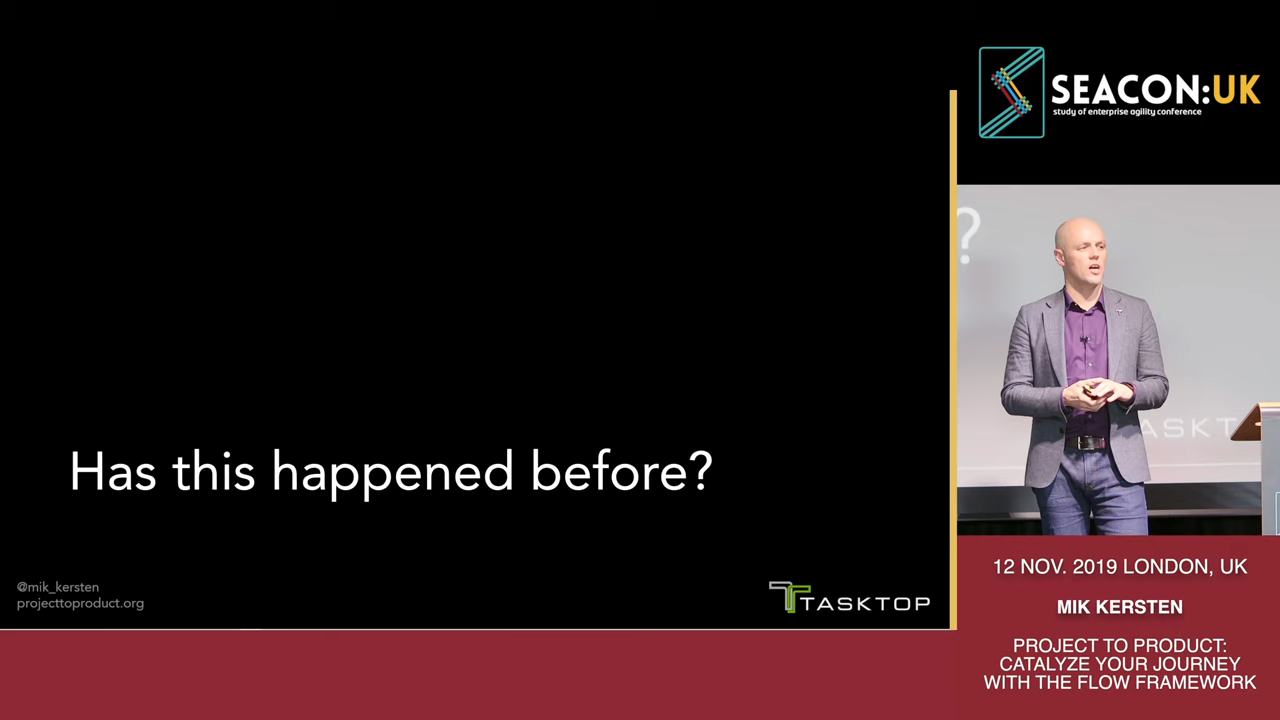 Has this happened before?
@mik_kersten
projecttoproduct.org
TASKTOP
SEACON:UK
study of enterprise agility conference
?
ASKT
12 NOV. 2019 LONDON, UK
MIK KERSTEN
PROJECT TO PRODUCT:
CATALYZE YOUR JOURNEY
WITH THE FLOW FRAMEWORK